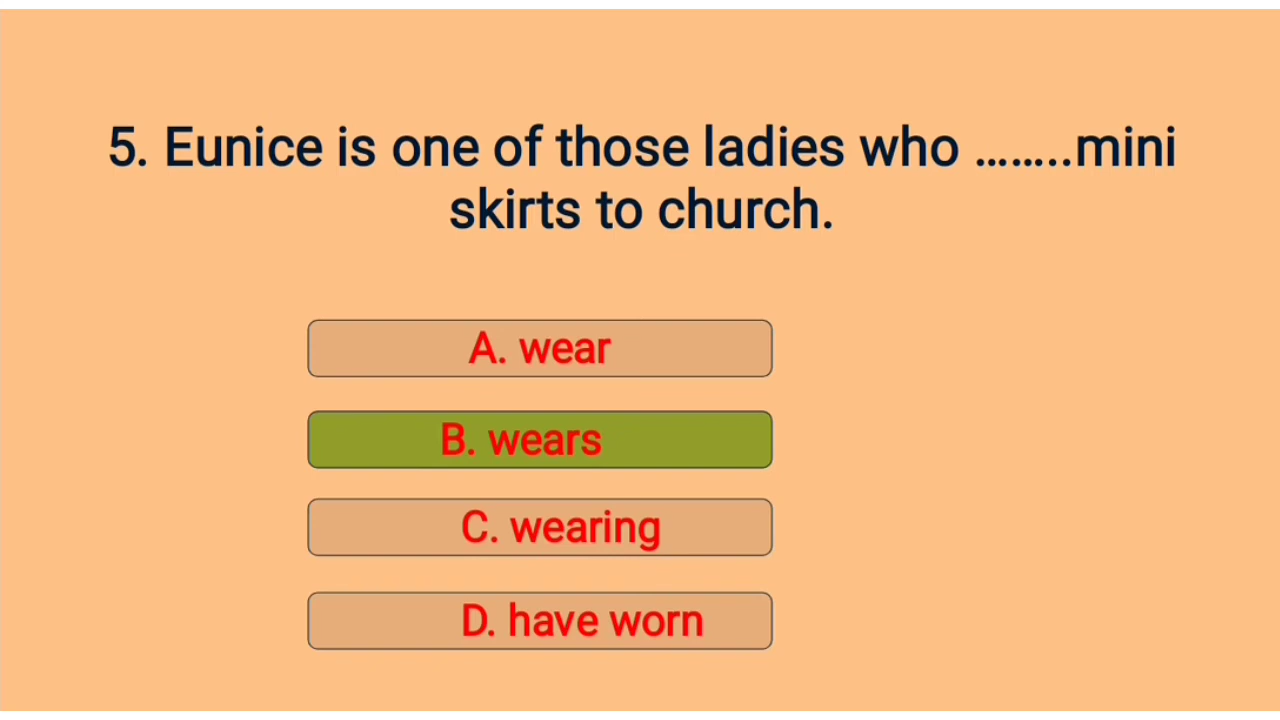 5. Eunice is one of those ladies who ……..mini
skirts to church.
A. wear
B. wears
C. wearing
D. have worn